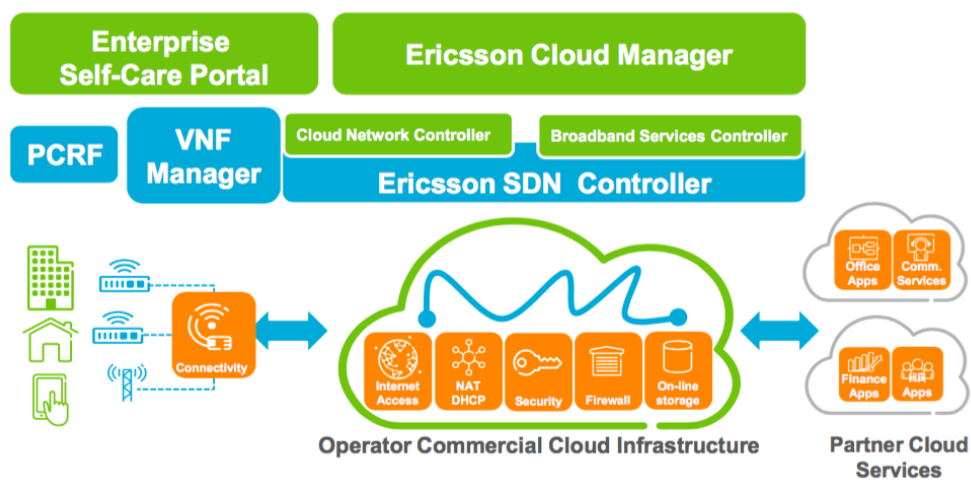 Enterprise
Self-Care Portal
Ericsson Cloud Manager
PCRF
VNF
Manager
Cloud Network Controller
Broadband Services Controller
Ericsson SDN Controller
Connectivity
Internet
Access
NAT
DHCP
Security
Firewall
On-line
storage
Operator Commercial Cloud Infrastructure
Office
Apps
Comm.
Services
Finance
Apps
HR
Apps
Partner Cloud
Services